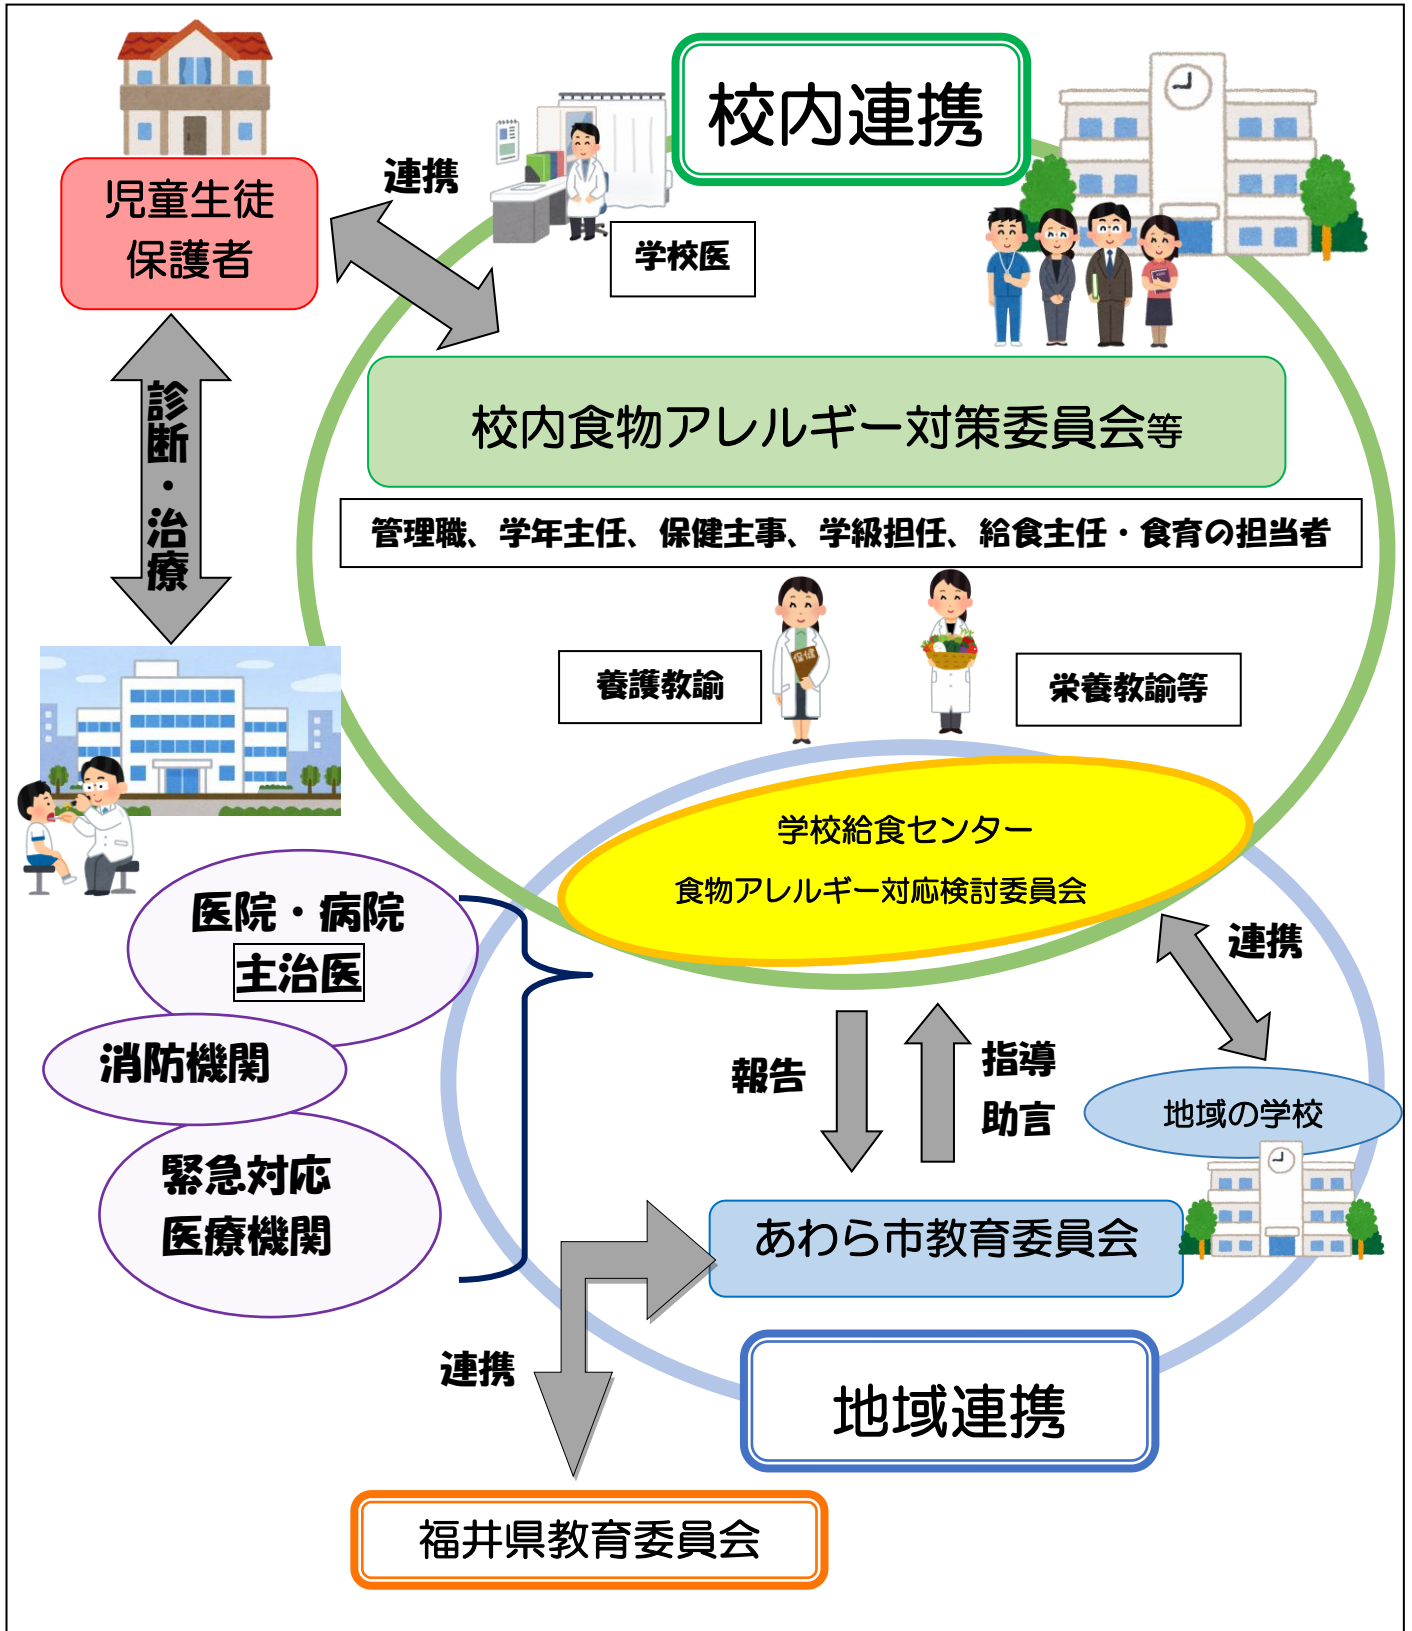 校内連携
児童生徒
保護者
連携
学校医
校内食物アレルギー対策委員会等
診断・治療
管理職、学年主任、保健主事、学級担任、給食主任・食育の担当者
保健
養護教諭
栄養教諭等
学校給食センター
食物アレルギー対応検討委員会
医院・病院
主治医
連携
消防機関
報告
指導
助言
地域の学校
緊急対応
医療機関
あわら市教育委員会
連携
地域連携
福井県教育委員会